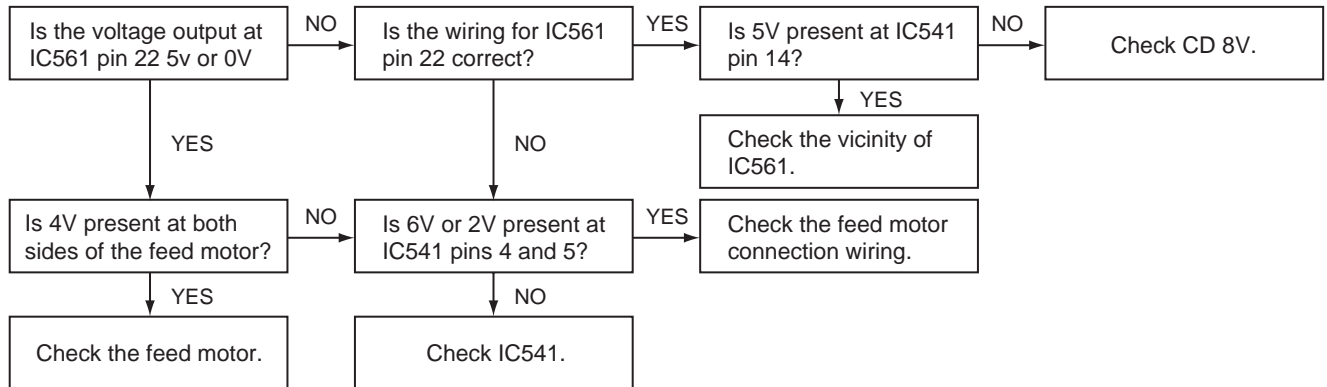 Is the voltage output at
IC561 pin 22 5v or 0V
NO
Is the wiring for IC561
pin 22 correct?
YES
Is 5V present at IC541
pin 14?
NO
Check CD 8V.
YES
Check the vicinity of
IC561.
YES
NO
Is 4V present at both
sides of the feed motor?
NO
Is 6V or 2V present at
IC541 pins 4 and 5?
YES
Check the feed motor
connection wiring.
YES
NO
Check the feed motor.
Check IC541.